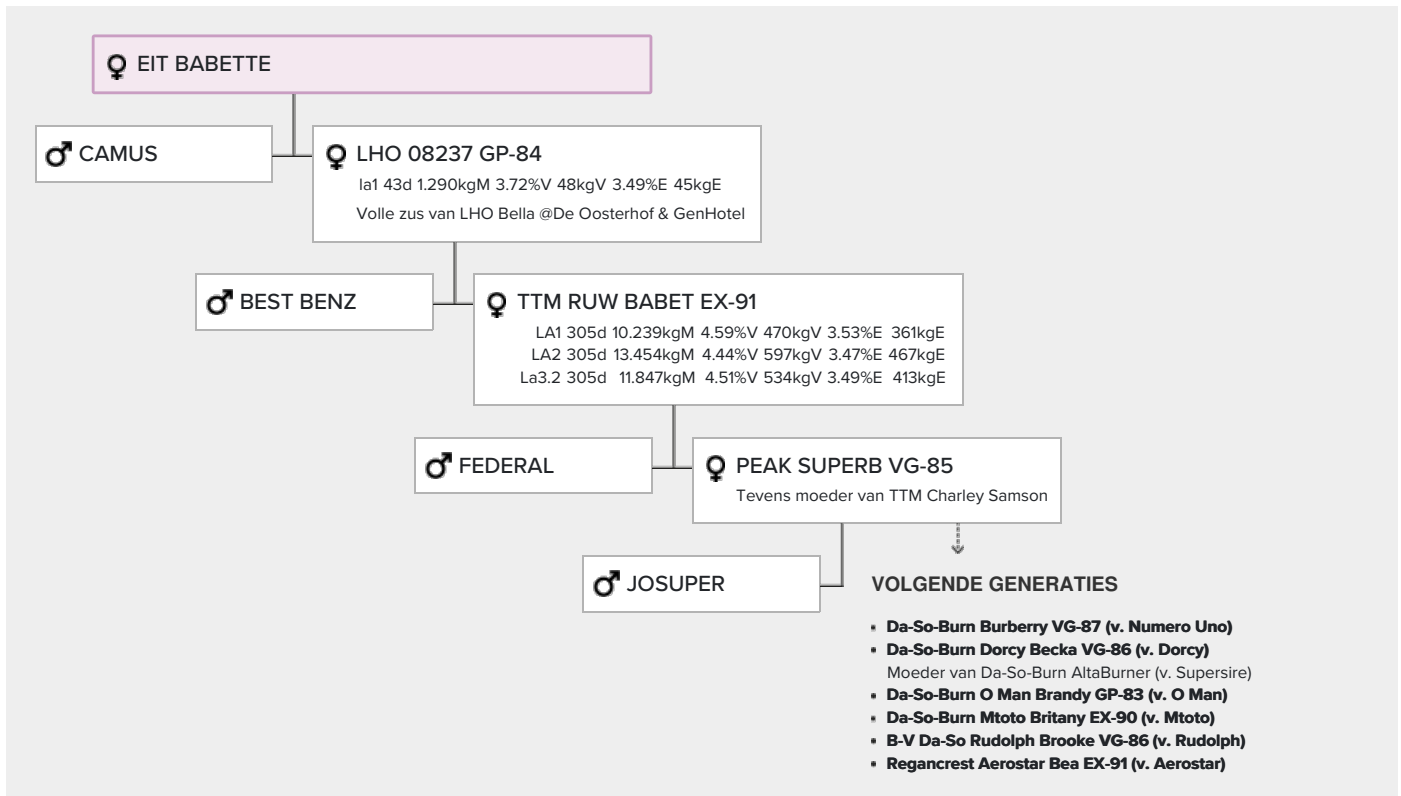 EIT BABETTE
CAMUS
LHO 08237 GP-84
la1 43d 1.290kgM 3.72%V 48kgV 3.49%E 45kgE
Volle zus van LHO Bella @De Oosterhof & GenHotel
BEST BENZ
TTM RUW BABET EX-91
LA1 305d 10.239kgM 4.59%V 470kgV 3.53%E 361kgE
LA2 305d 13.454kgM 4.44%V 597kgV 3.47%E 467kgE
La3.2 305d 11.847kgM 4.51%V 534kgV 3.49%E 413kgE
FEDERAL
PEAK SUPERB VG-85
Tevens moeder van TTM Charley Samson
JOSUPER
VOLGENDE GENERATIES
Da-So-Burn Burberry VG-87 (v. Numero Uno)
Da-So-Burn Dorcy Becka VG-86 (v. Dorcy)
Moeder van Da-So-Burn AltaBurner (v. Supersire)
Da-So-Burn O Man Brandy GP-83 (v. O Man)
Da-So-Burn Mtoto Britany EX-90 (v. Mtoto)
B-V Da-So Rudolph Brooke VG-86 (v. Rudolph)
Regancrest Aerostar Bea EX-91 (v. Aerostar)